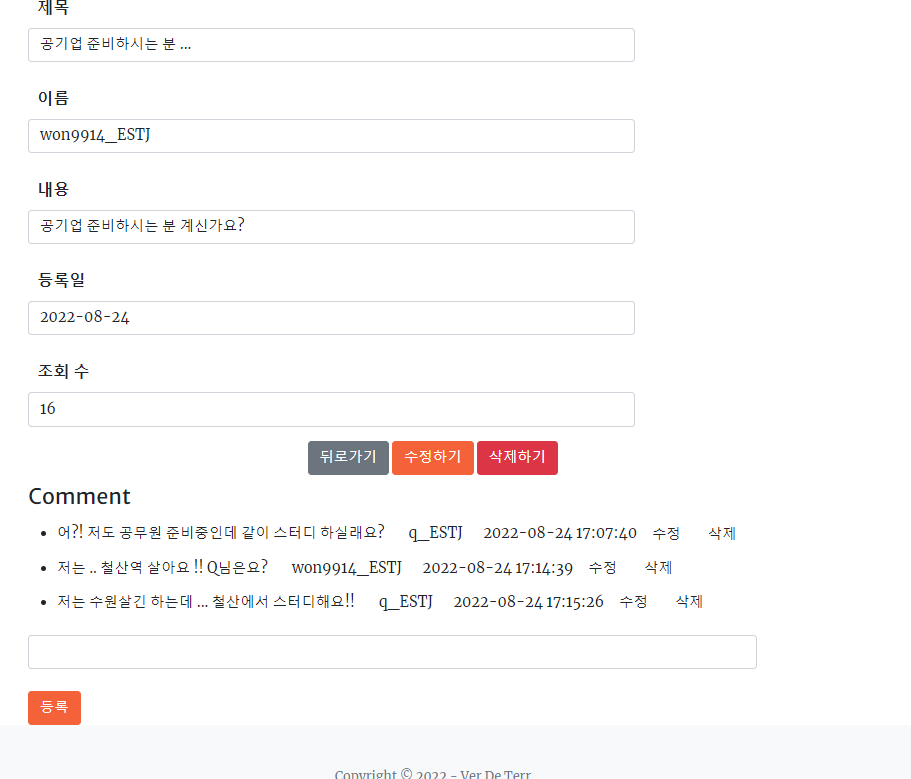 제목
공기업 준비하시는 분 ...
이름
won9914_ESTJ
내용
공기업 준비하시는 분 계신가요?
등록일
2022-08-24
조회 수
16
뒤로가기 수정하기 삭제하기
Comment
어?! 저도 공무원 준비중인데 같이 스터디 하실래요? q_ESTJ 2022-08-24 17:07:40 수정 삭제
저는 .. 철산역 살아요 !! Q님은요? won9914_ESTJ 2022-08-24 17:14:39 수정 삭제
저는 수원살긴 하는데 ... 철산에서 스터디해요!! q_ESTJ 2022-08-24 17:15:26 수정 삭제
등록
Copyright © 2022 - Ver De Terr